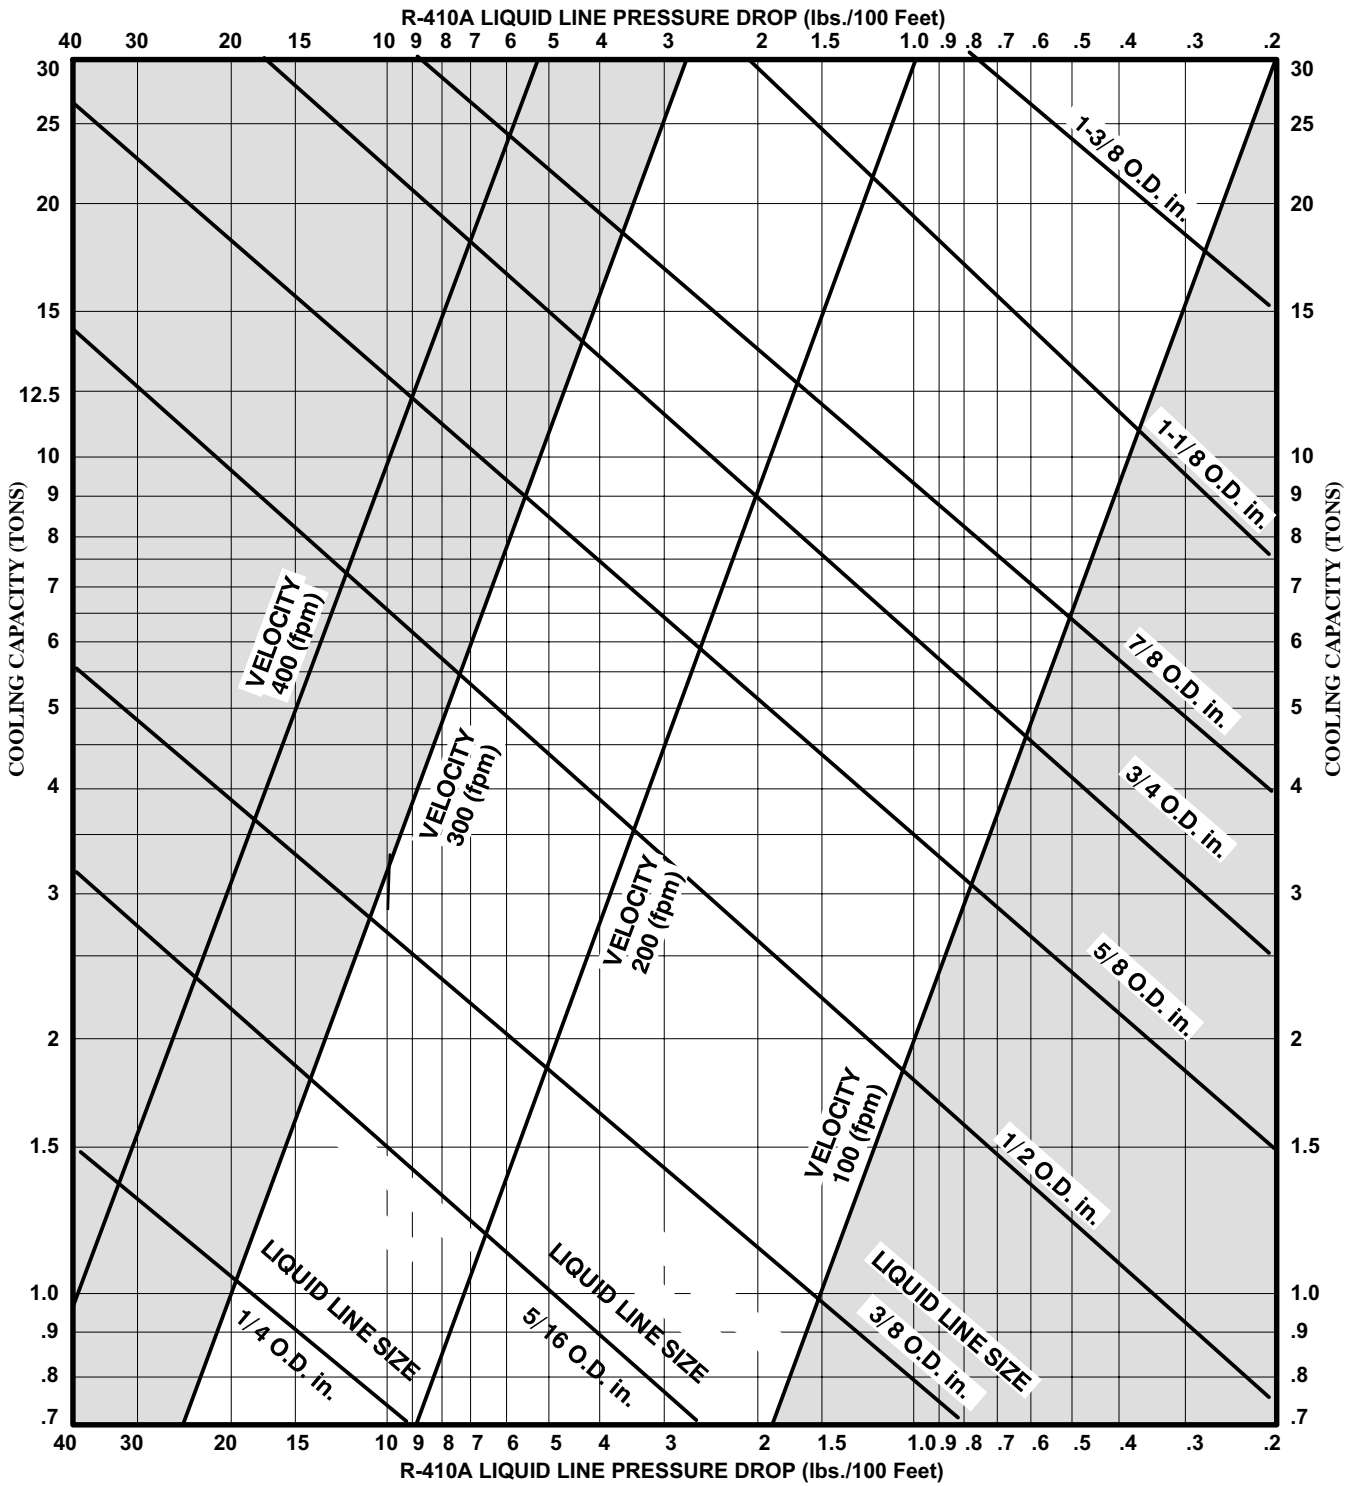 R-410A LIQUID LINE PRESSURE DROP (lbs./100 Feet)
40 30 20 15 10 9 8 7 6 5 4 3 2 1.5 1.0 .9 .8 .7 .6 .5 .4 .3 .2
30 30
25 25
1-3/8 O.D. in.
20 20
15 15
12.5 12.5
1-1/8 O.D. in.
10 10
9 9
8 8
7 7
6 6
5 5
4 4
3 3
2 2
1.5 1.5
1.0 1.0
.9 .9
.8 .8
.7 .7
COOLING CAPACITY (TONS)
COOLING CAPACITY (TONS)
VELOCITY
400 (fpm)
VELOCITY
300 (fpm)
VELOCITY
200 (fpm)
VELOCITY
100 (fpm)
7/8 O.D. in.
3/4 O.D. in.
5/8 O.D. in.
1/2 O.D. in.
LIQUID LINE SIZE
1/4 O.D. in.
LIQUID LINE SIZE
5/16 O.D. in.
LIQUID LINE SIZE
3/8 O.D. in.
40 30 20 15 10 9 8 7 6 5 4 3 2 1.5 1.0 .9 .8 .7 .6 .5 .4 .3 .2
R-410A LIQUID LINE PRESSURE DROP (lbs./100 Feet)